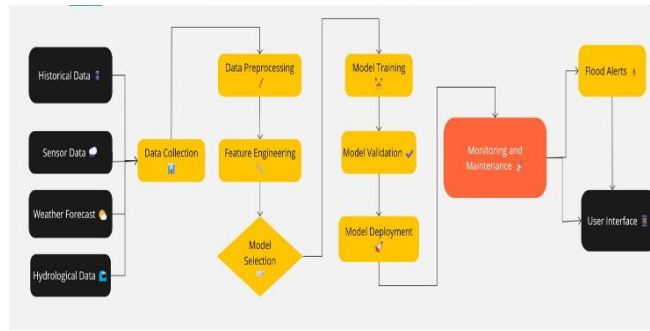 Historical Data
Sensor Data
Weather Forecast
Hydrological Data
Data Collection
Data Preprocessing
Feature Engineering
Model
Selection
Model Training
Model Validation
Model Deployment
Monitoring and
Maintenance
Flood Alerts
User Interface